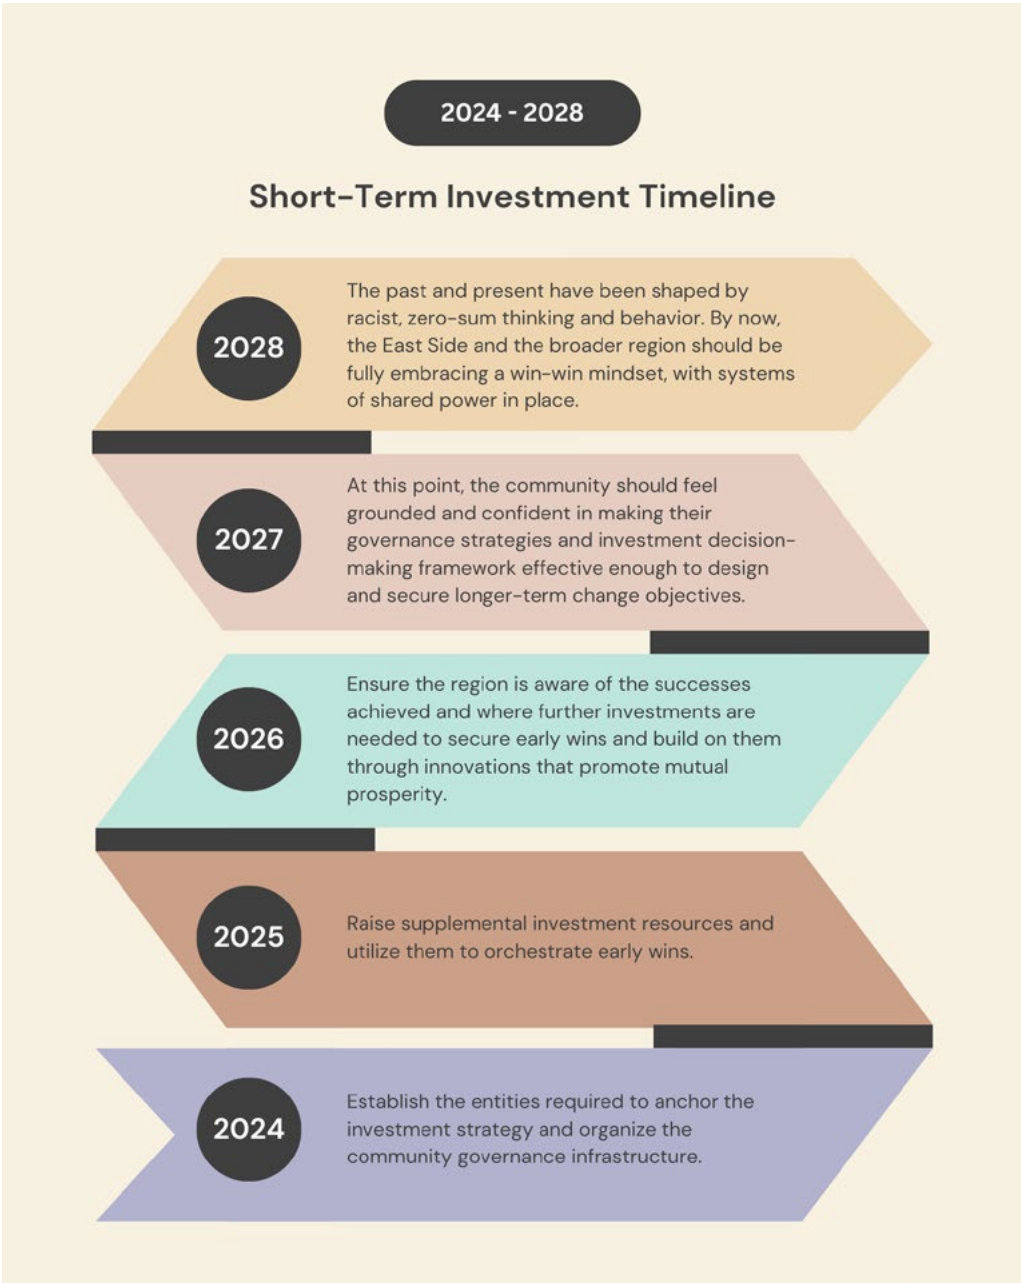 2024 - 2028
Short-Term Investment Timeline
2028
The past and present have been shaped by
racist, zero-sum thinking and behavior. By now,
the East Side and the broader region should be
fully embracing a win-win mindset, with systems
of shared power in place.
2027
At this point, the community should feel
grounded and confident in making their
governance strategies and investment decision-
making framework effective enough to design
and secure longer-term change objectives.
2026
Ensure the region is aware of the successes
achieved and where further investments are
needed to secure early wins and build on them
through innovations that promote mutual
prosperity.
2025
Raise supplemental investment resources and
utilize them to orchestrate early wins.
2024
Establish the entities required to anchor the
investment strategy and organize the
community governance infrastructure.